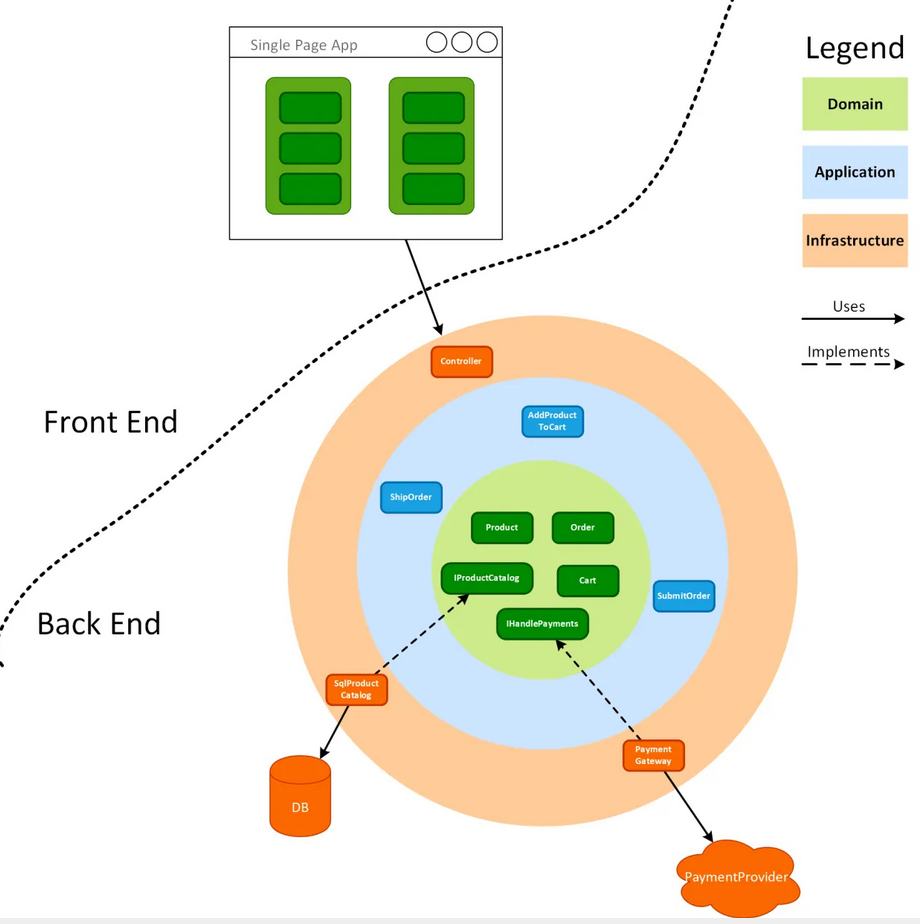 Single Page App
Legend
Domain
Application
Infrastructure
Uses
Implements
Controller
Front End
AddProduct
ToCart
ShipOrder
Product
Order
IProductCatalog
Cart
SubmitOrder
IHandlePayments
Back End
SqlProduct
Catalog
Payment
Gateway
DB
PaymentProvider